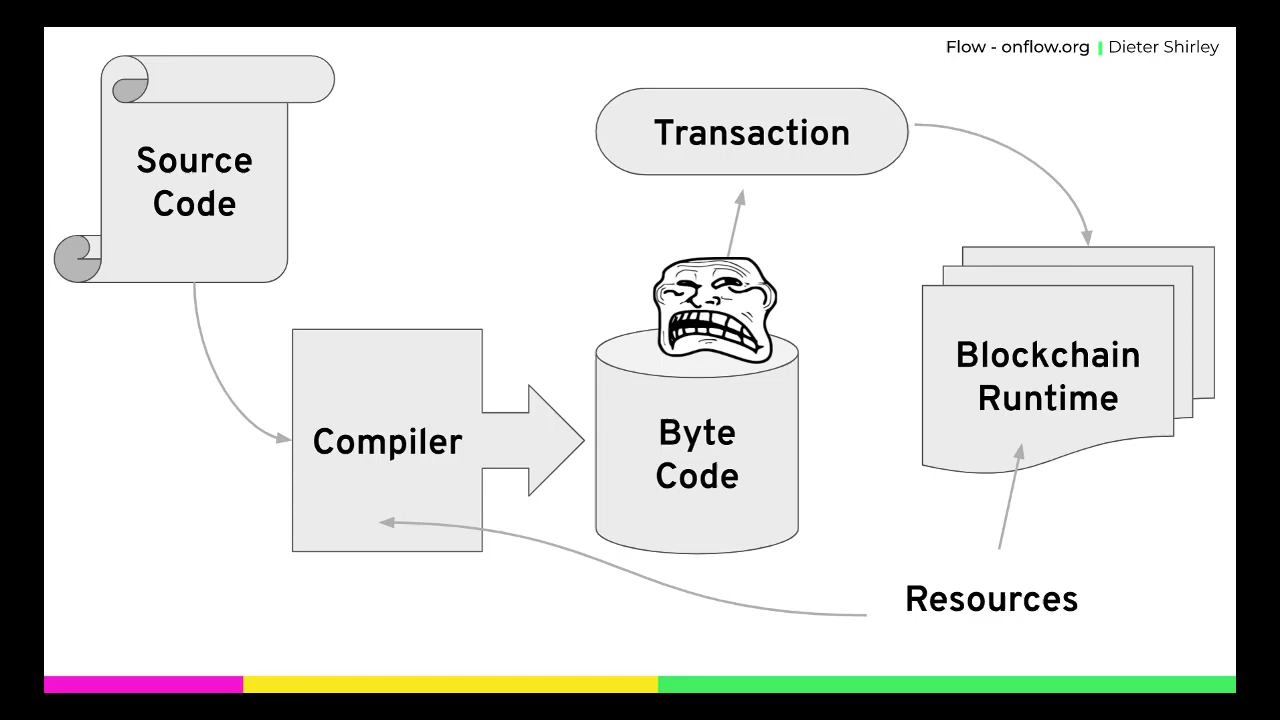 Flow - onflow.org | Dieter Shirley
Source
Code
Transaction
Compiler
Byte
Code
Blockchain
Runtime
Resources